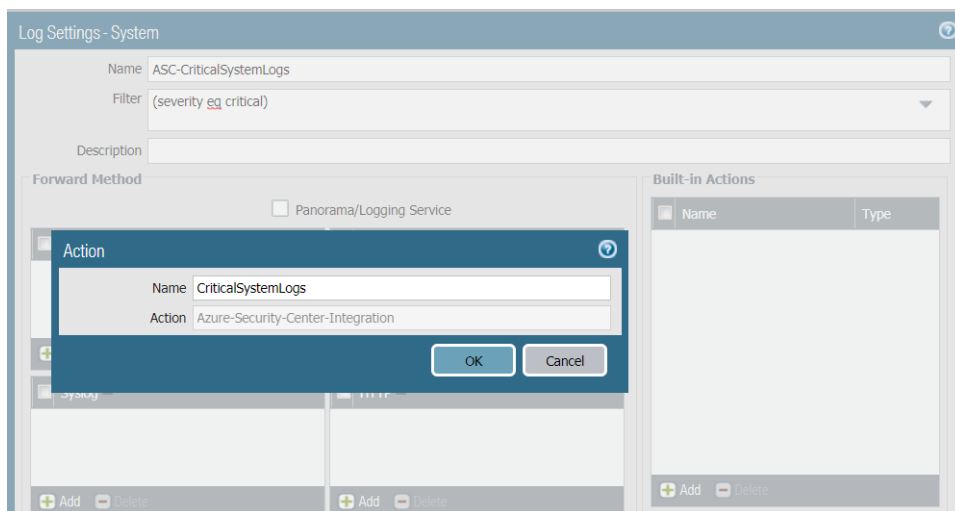 Log Settings - System
Name ASC-CriticalSystemLogs
Filter (severity eq critical)
Description
Forward Method
Built-in Actions
Panorama/Logging Service
Name Type
Action
Name CriticalSystemLogs
Action Azure-Security-Center-Integration
OK Cancel
Syslog HTTP
Add Delete Add Delete
Add Delete